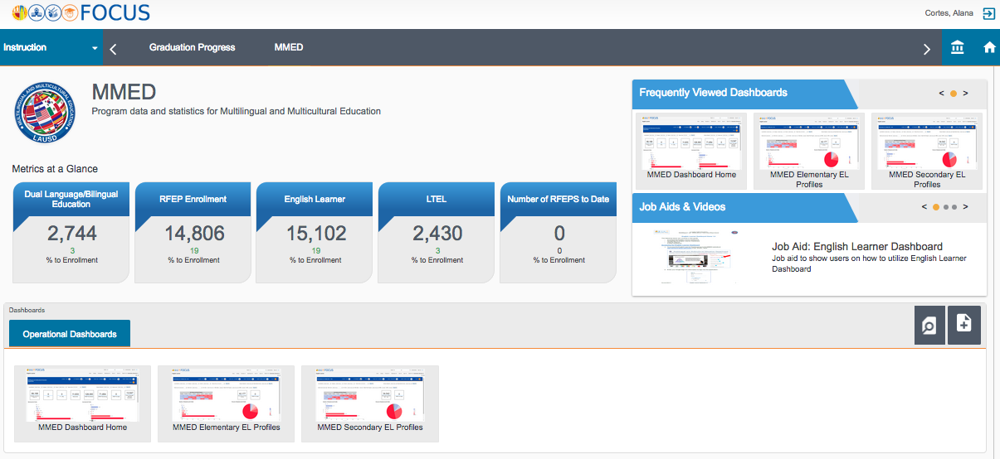 FOCUS
Cortes, Alana
Instruction
Graduation Progress
MMED
MULTILINGUAL AND MULTICULTURAL EDUCATION
LAUSD
MMED
Program data and statistics for Multilingual and Multicultural Education
Metrics at a Glance
Dual Language/Bilingual
Education
2,744
3
% to Enrollment
RFEP Enrollment
14,806
19
% to Enrollment
English Learner
15,102
19
% to Enrollment
LTEL
2,430
3
% to Enrollment
Number of RFEPS to Date
0
0
% to Enrollment
Frequently Viewed Dashboards
< >
MMED Dashboard Home
MMED Elementary EL
Profiles
MMED Secondary EL
Profiles
Job Aids & Videos
< >
Job Aid: English Learner Dashboard
Job aid to show users on how to utilize English Learner
Dashboard
Dashboards
Operational Dashboards
MMED Dashboard Home
MMED Elementary EL Profiles
MMED Secondary EL Profiles